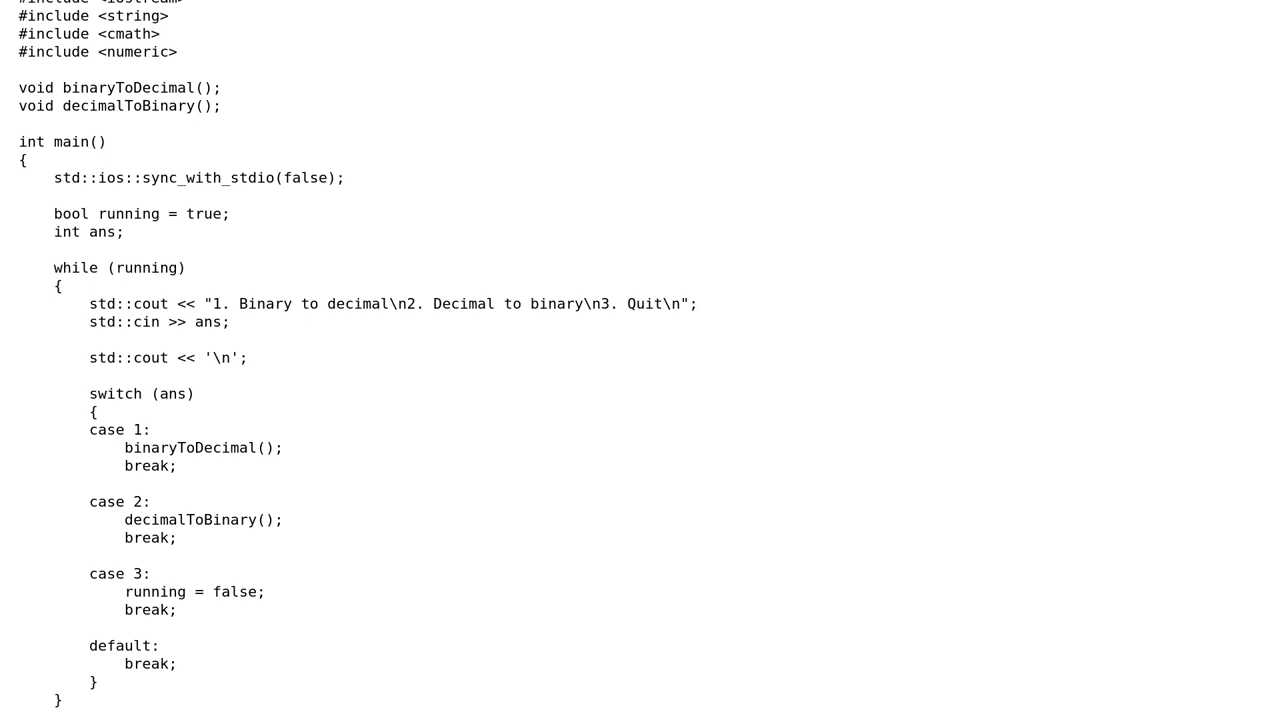 #include <iostream>
#include <string>
#include <cmath>
#include <numeric>

void binaryToDecimal();
void decimalToBinary();

int main()
{
    std::ios::sync_with_stdio(false);

    bool running = true;
    int ans;

    while (running)
    {
        std::cout << "1. Binary to decimal\n2. Decimal to binary\n3. Quit\n";
        std::cin >> ans;

        std::cout << '\n';

        switch (ans)
        {
        case 1:
            binaryToDecimal();
            break;

        case 2:
            decimalToBinary();
            break;

        case 3:
            running = false;
            break;

        default:
            break;
        }
    }